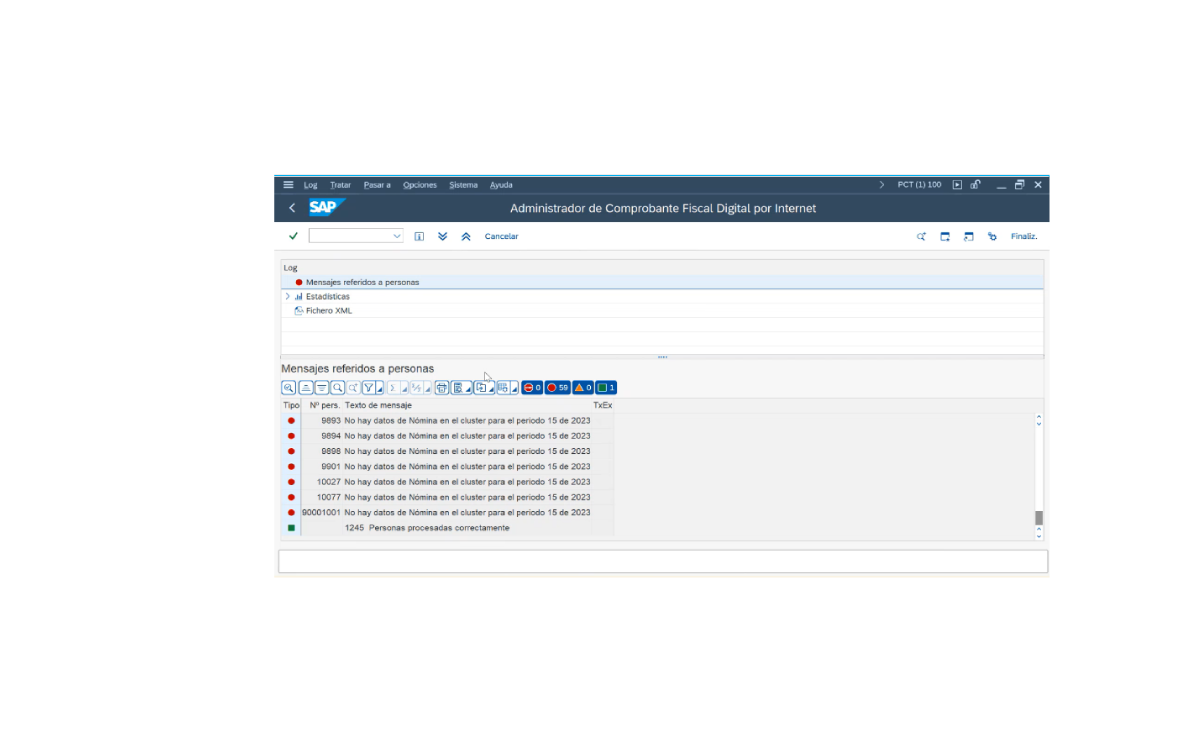 Log Tratar Pasar a Opciones Sistema Ayuda PCT (1) 100
SAP Administrador de Comprobante Fiscal Digital por Internet
Cancelar Finaliz.
Log
Mensajes referidos a personas
Estadísticas
Fichero XML
Mensajes referidos a personas
0 59 0 1
Tipo Nº pers. Texto de mensaje TxEx
9893 No hay datos de Nómina en el cluster para el periodo 15 de 2023
9894 No hay datos de Nómina en el cluster para el periodo 15 de 2023
9898 No hay datos de Nómina en el cluster para el periodo 15 de 2023
9901 No hay datos de Nómina en el cluster para el periodo 15 de 2023
10027 No hay datos de Nómina en el cluster para el periodo 15 de 2023
10077 No hay datos de Nómina en el cluster para el periodo 15 de 2023
90001001 No hay datos de Nómina en el cluster para el periodo 15 de 2023
1245 Personas procesadas correctamente